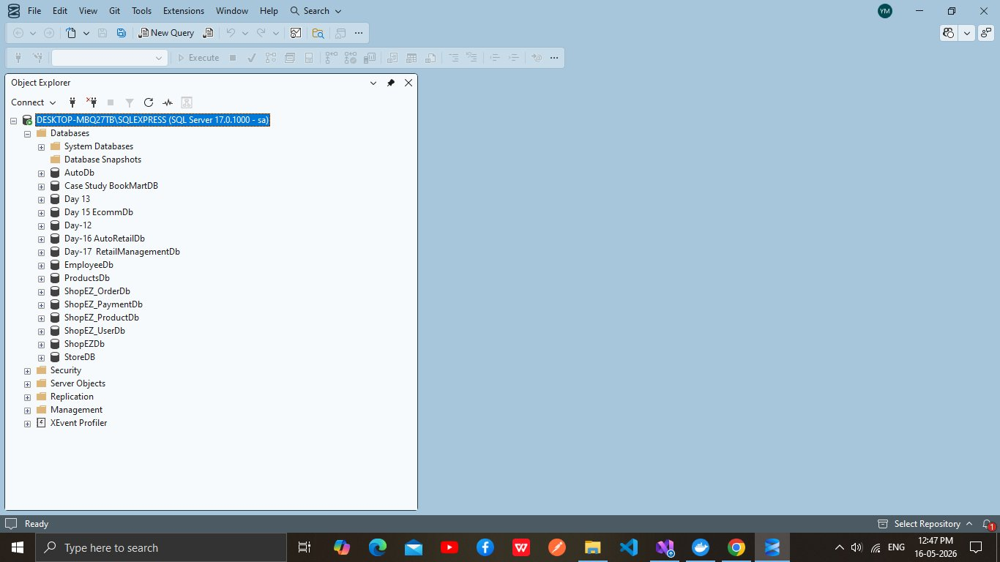 File Edit View Git Tools Extensions Window Help Search YM
New Query
Execute
Object Explorer
Connect
DESKTOP-MBQ27TB\SQLEXPRESS (SQL Server 17.0.1000 - sa)
Databases
System Databases
Database Snapshots
AutoDb
Case Study BookMartDB
Day 13
Day 15 EcommDb
Day-12
Day-16 AutoRetailDb
Day-17  RetailManagementDb
EmployeeDb
ProductsDb
ShopEZ_OrderDb
ShopEZ_PaymentDb
ShopEZ_ProductDb
ShopEZ_UserDb
ShopEZDb
StoreDB
Security
Server Objects
Replication
Management
XEvent Profiler
Ready Select Repository 1
Type here to search W ENG 12:47 PM
16-05-2026